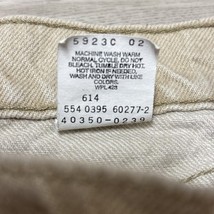 5923C 02
MACHINE WASH WARM
NORMAL CYCLE, DO NOT
BLEACH, TUMBLE DRY HOT,
HOT IRON IF NEEDED,
WASH AND DRY WITH LIKE
COLORS.
WPL 423
614
554 0395 60277-2
40350-0239